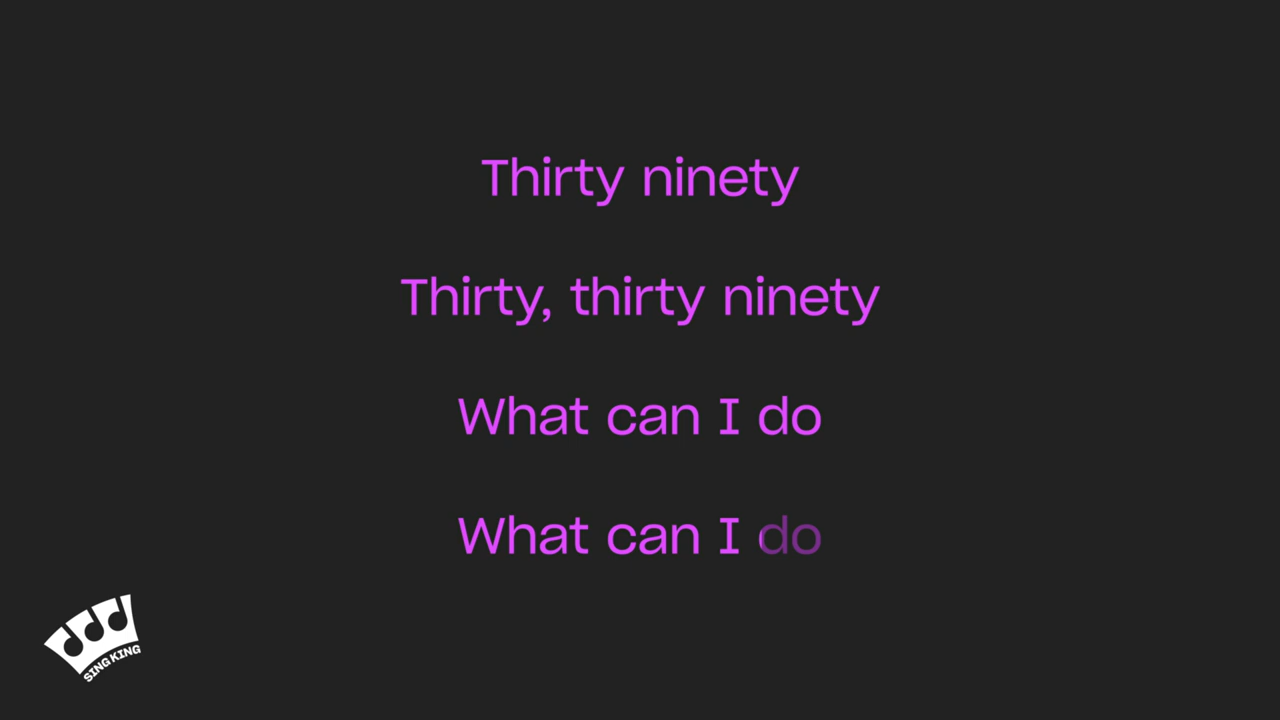 Thirty ninety
Thirty, thirty ninety
What can I do
What can I do
SING KING